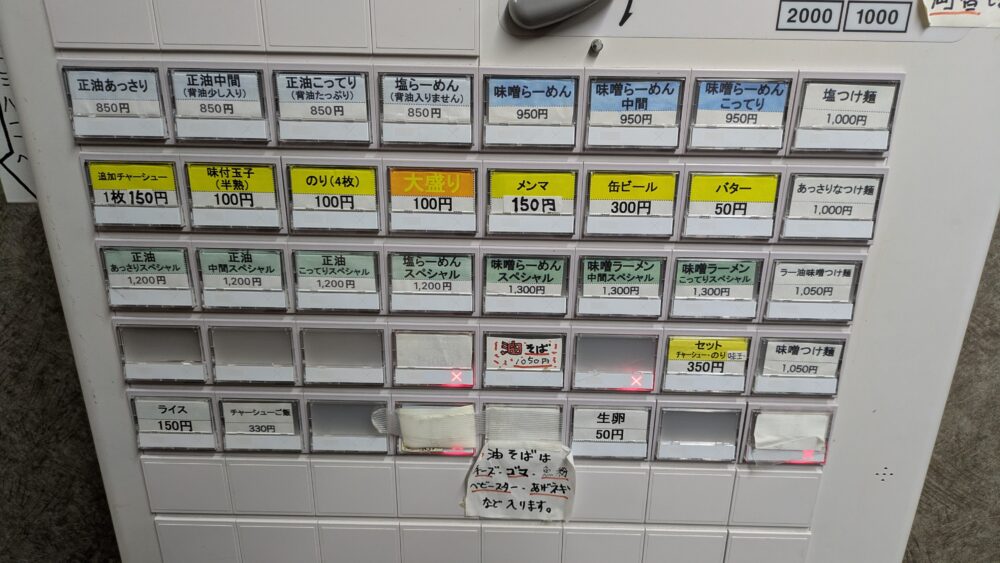 2000 1000
正油あっさり
850円
正油中間
(背油少し入り)
850円
正油こってり
(背油たっぷり)
850円
塩らーめん
(背油入りません)
850円
味噌らーめん
950円
味噌らーめん
中間
950円
味噌らーめん
こってり
950円
塩つけ麺
1,000円
追加チャーシュー
1枚150円
味付玉子
(半熟)
100円
のり(4枚)
100円
大盛り
100円
メンマ
150円
缶ビール
300円
バター
50円
あっさりなつけ麺
1,000円
正油
あっさりスペシャル
1,200円
正油
中間スペシャル
1,200円
正油
こってりスペシャル
1,200円
塩らーめん
スペシャル
1,200円
味噌らーめん
スペシャル
1,300円
味噌ラーメン
中間スペシャル
1,300円
味噌ラーメン
こってりスペシャル
1,300円
ラー油味噌つけ麺
1,050円
油そば
1050円
セット
チャーシュー・のり味玉
350円
味噌つけ麺
1,050円
ライス
150円
チャーシューご飯
330円
生卵
50円
油そばは
チーズ・ゴマ・粉
ベビースター・あげネギ
など入ります。